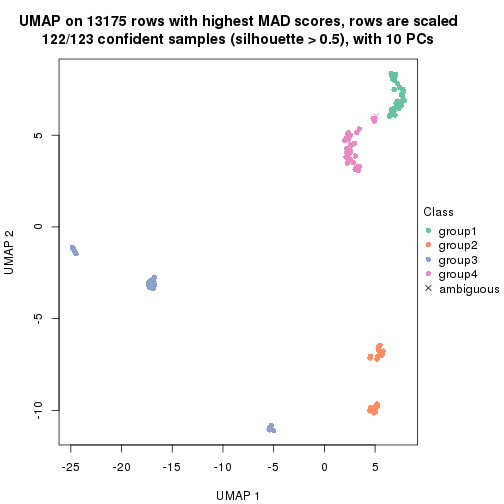 UMAP on 13175 rows with highest MAD scores, rows are scaled
122/123 confident samples (silhouette > 0.5), with 10 PCs
5
0
-5
-10
UMAP 2
-25
-20
-15
-10
-5
0
5
UMAP 1
Class
group1
group2
group3
group4
ambiguous